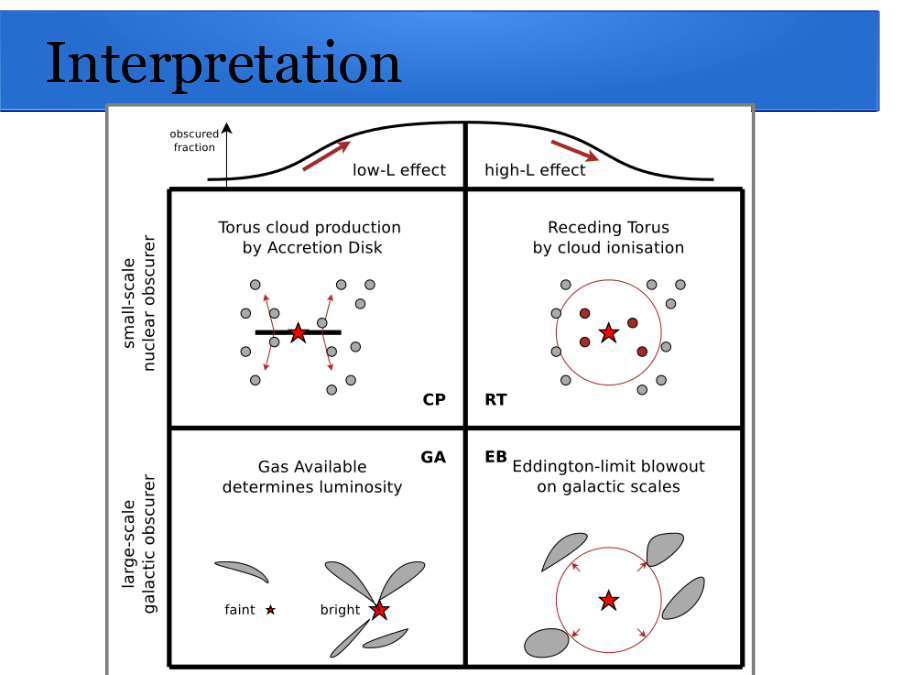 Interpretation
obscured
fraction
low-L effect
high-L effect
small-scale
nuclear obscurer
Torus cloud production
by Accretion Disk
CP
Receding Torus
by cloud ionisation
RT
large-scale
galactic obscurer
GA
Gas Available
determines luminosity
faint
bright
EB
Eddington-limit blowout
on galactic scales